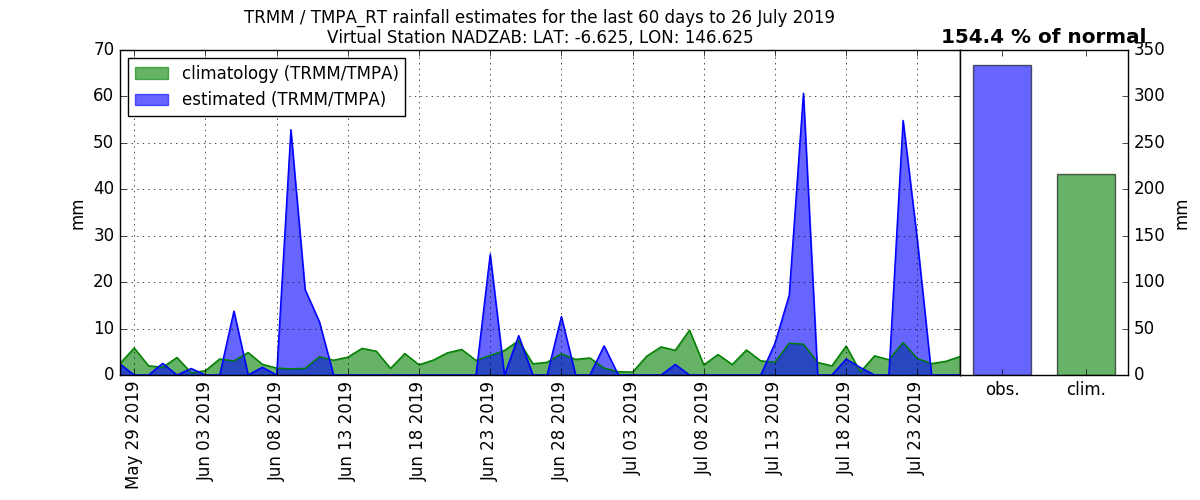 TRMM / TMPA_RT rainfall estimates for the last 60 days to 26 July 2019
Virtual Station NADZAB: LAT: -6.625, LON: 146.625
154.4 % of normal
climatology (TRMM/TMPA)
estimated (TRMM/TMPA)
70
60
50
40
30
20
10
0
mm
350
300
250
200
150
100
50
0
mm
May 29 2019
Jun 03 2019
Jun 08 2019
Jun 13 2019
Jun 18 2019
Jun 23 2019
Jun 28 2019
Jul 03 2019
Jul 08 2019
Jul 13 2019
Jul 18 2019
Jul 23 2019
obs.
clim.